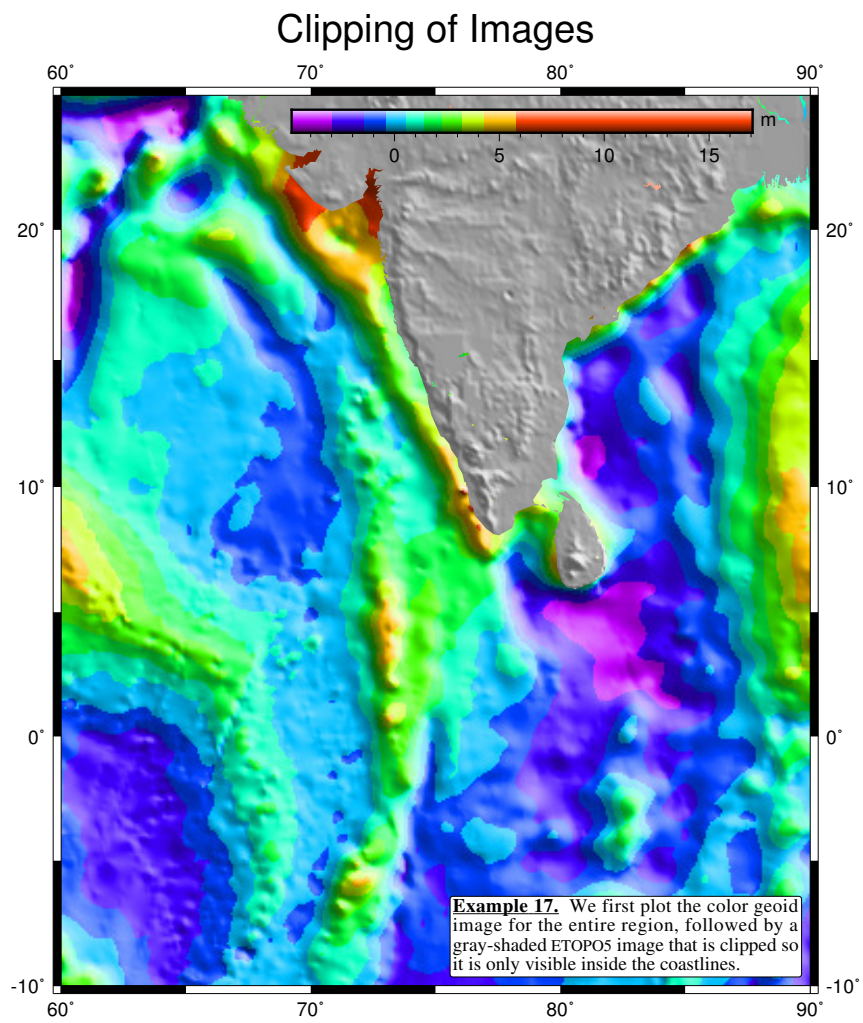 Clipping of Images
60° 70° 80° 90°
m
0 5 10 15
20° 20°
10° 10°
0° 0°
Example 17. We first plot the color geoid
image for the entire region, followed by a
gray-shaded ETOPO5 image that is clipped so
it is only visible inside the coastlines.
-10° -10°
60° 70° 80° 90°